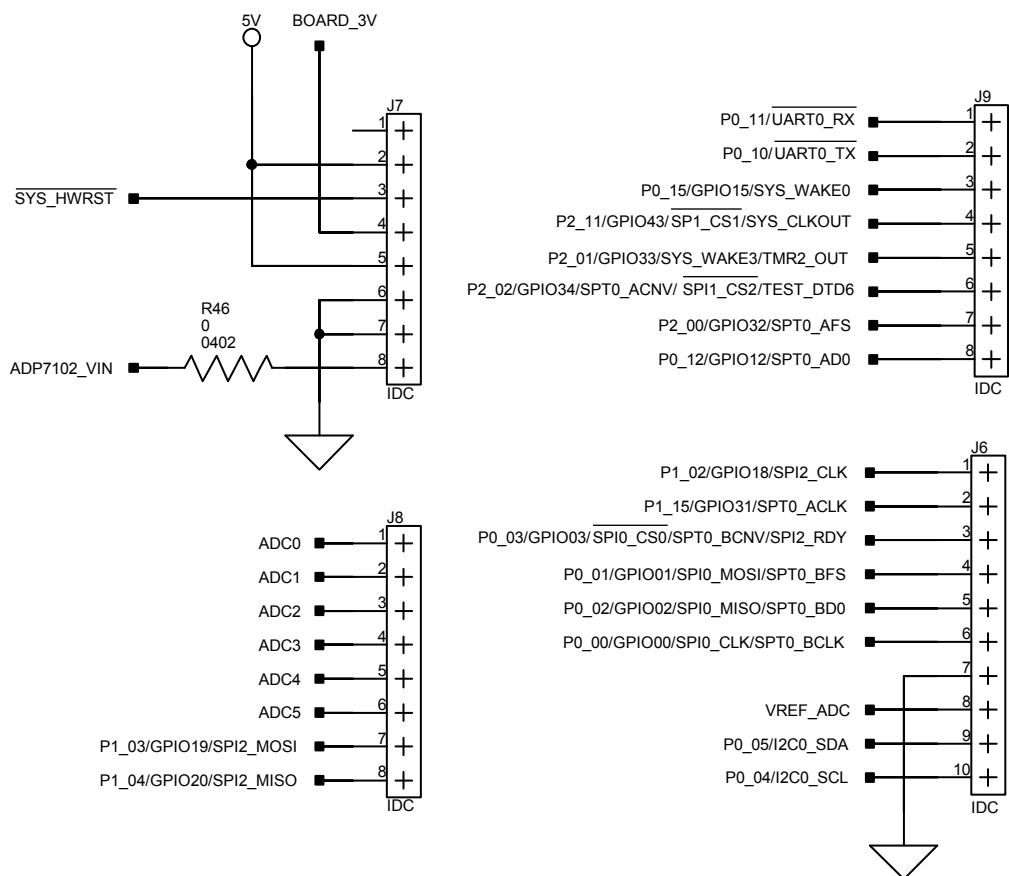 5V
BOARD_3V
J7
1
2
SYS_HWRST
3
4
5
6
R46
0
0402
7
ADP7102_VIN
8
IDC
J9
P0_11/UART0_RX
1
P0_10/UART0_TX
2
P0_15/GPIO15/SYS_WAKE0
3
P2_11/GPIO43/SP1_CS1/SYS_CLKOUT
4
P2_01/GPIO33/SYS_WAKE3/TMR2_OUT
5
P2_02/GPIO34/SPT0_ACNV/ SPI1_CS2/TEST_DTD6
6
P2_00/GPIO32/SPT0_AFS
7
P0_12/GPIO12/SPT0_AD0
8
IDC
J8
ADC0
1
ADC1
2
ADC2
3
ADC3
4
ADC4
5
ADC5
6
P1_03/GPIO19/SPI2_MOSI
7
P1_04/GPIO20/SPI2_MISO
8
IDC
J6
P1_02/GPIO18/SPI2_CLK
1
P1_15/GPIO31/SPT0_ACLK
2
P0_03/GPIO03/SPI0_CS0/SPT0_BCNV/SPI2_RDY
3
P0_01/GPIO01/SPI0_MOSI/SPT0_BFS
4
P0_02/GPIO02/SPI0_MISO/SPT0_BD0
5
P0_00/GPIO00/SPI0_CLK/SPT0_BCLK
6
7
VREF_ADC
8
P0_05/I2C0_SDA
9
P0_04/I2C0_SCL
10
IDC